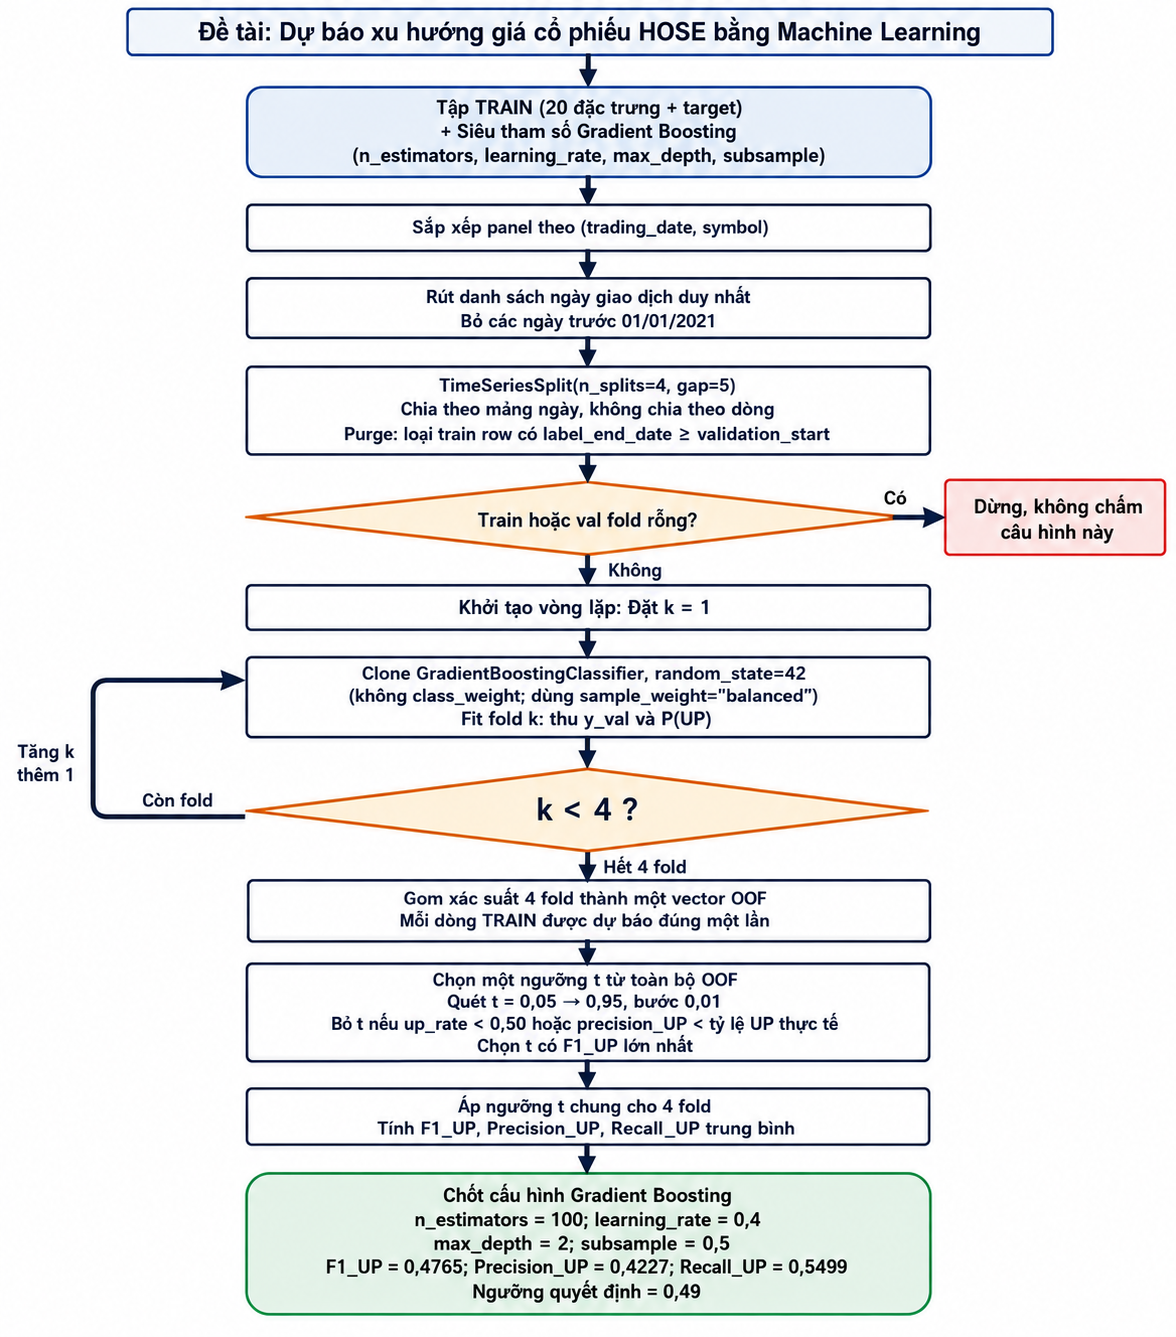 Đề tài: Dự báo xu hướng giá cổ phiếu HOSE bằng Machine Learning
Tập TRAIN (20 đặc trưng + target)
+ Siêu tham số Gradient Boosting
(n_estimators, learning_rate, max_depth, subsample)
Sắp xếp panel theo (trading_date, symbol)
Rút danh sách ngày giao dịch duy nhất
Bỏ các ngày trước 01/01/2021
TimeSeriesSplit(n_splits=4, gap=5)
Chia theo mảng ngày, không chia theo dòng
Purge: loại train row có label_end_date ≥ validation_start
Train hoặc val fold rỗng?
Có
Dừng, không chấm
câu hình này
Không
Khởi tạo vòng lặp: Đặt k = 1
Clone GradientBoostingClassifier, random_state=42
(không class_weight; dùng sample_weight="balanced")
Fit fold k: thu y_val và P(UP)
Tăng k
thêm 1
Còn fold
k < 4 ?
Hết 4 fold
Gom xác suất 4 fold thành một vector OOF
Mỗi dòng TRAIN được dự báo đúng một lần
Chọn một ngưỡng t từ toàn bộ OOF
Quét t = 0,05 → 0,95, bước 0,01
Bỏ t nếu up_rate < 0,50 hoặc precision_UP < tỷ lệ UP thực tế
Chọn t có F1_UP lớn nhất
Áp ngưỡng t chung cho 4 fold
Tính F1_UP, Precision_UP, Recall_UP trung bình
Chốt cấu hình Gradient Boosting
n_estimators = 100; learning_rate = 0,4
max_depth = 2; subsample = 0,5
F1_UP = 0,4765; Precision_UP = 0,4227; Recall_UP = 0,5499
Ngưỡng quyết định = 0,49